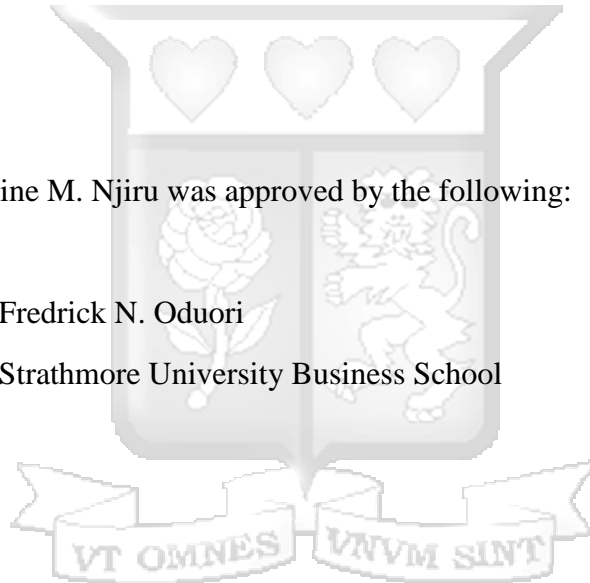 ine M. Njiru was approved by the following:
Fredrick N. Oduori
Strathmore University Business School
VT OMNES VNVM SINT